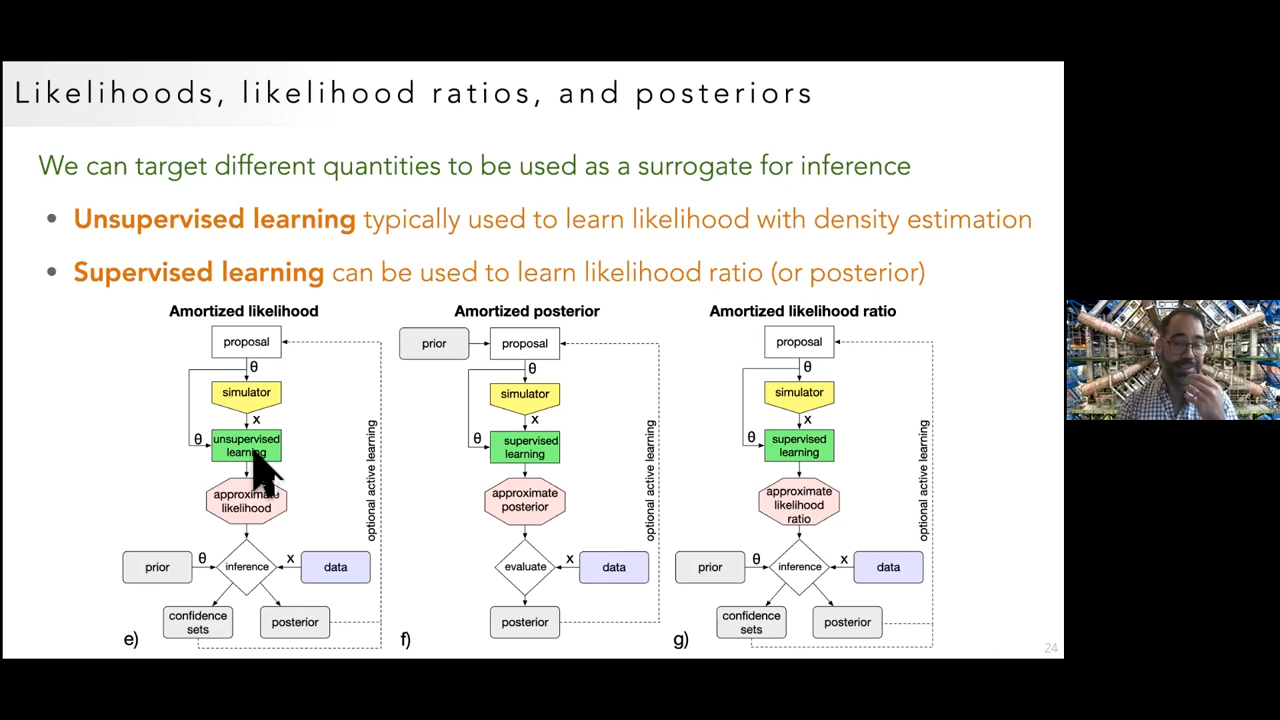 Likelihoods, likelihood ratios, and posteriors
We can target different quantities to be used as a surrogate for inference
• Unsupervised learning typically used to learn likelihood with density estimation
• Supervised learning can be used to learn likelihood ratio (or posterior)
Amortized likelihood
proposal
θ
simulator
x
θ
unsupervised
learning
approximate
likelihood
prior
θ
inference
x
data
confidence
sets
posterior
optional active learning
e)
Amortized posterior
prior
proposal
θ
simulator
x
θ
supervised
learning
approximate
posterior
evaluate
x
data
posterior
optional active learning
f)
Amortized likelihood ratio
proposal
θ
simulator
x
θ
supervised
learning
approximate
likelihood
ratio
prior
θ
inference
x
data
confidence
sets
posterior
optional active learning
g)
24